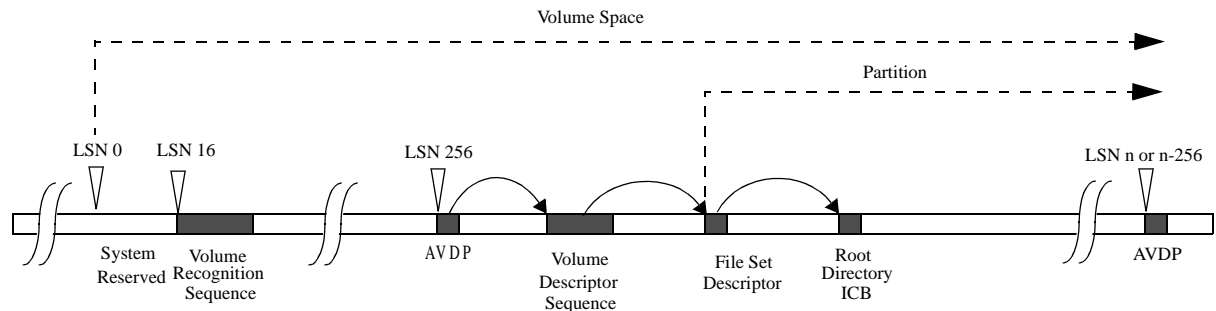 Volume Space
Partition
LSN 0
LSN 16
LSN 256
LSN n or n-256
System
Reserved
Volume
Recognition
Sequence
AVDP
Volume
Descriptor
Sequence
File Set
Descriptor
Root
Directory
ICB
AVDP